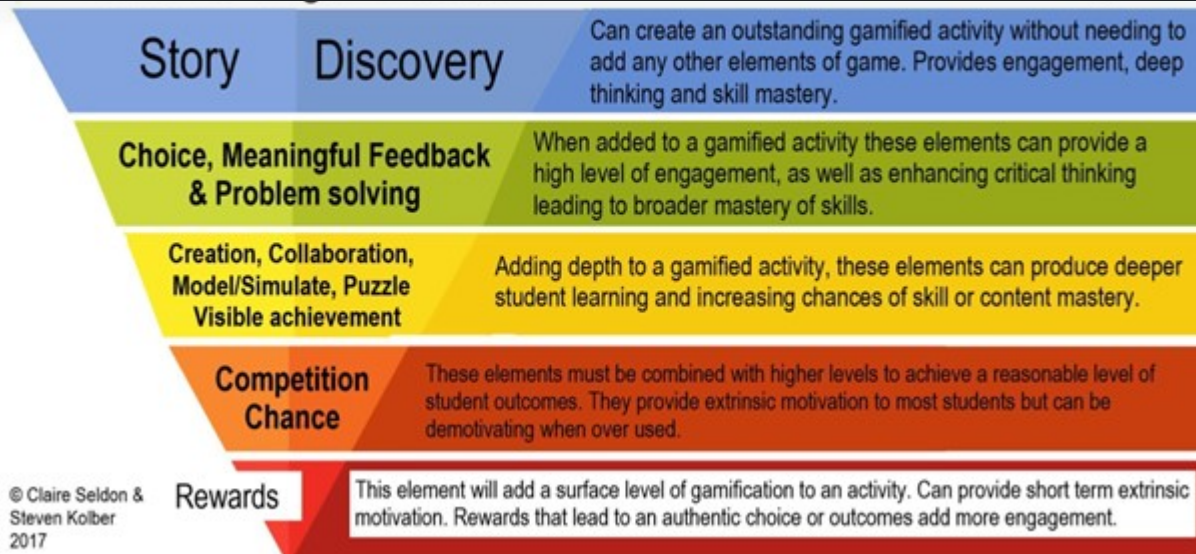 Story Discovery
Can create an outstanding gamified activity without needing to
add any other elements of game. Provides engagement, deep
thinking and skill mastery.
Choice, Meaningful Feedback
& Problem solving
When added to a gamified activity these elements can provide a
high level of engagement, as well as enhancing critical thinking
leading to broader mastery of skills.
Creation, Collaboration,
Model/Simulate, Puzzle
Visible achievement
Adding depth to a gamified activity, these elements can produce deeper
student learning and increasing chances of skill or content mastery.
Competition
Chance
These elements must be combined with higher levels to achieve a reasonable level of
student outcomes. They provide extrinsic motivation to most students but can be
demotivating when over used.
© Claire Seldon &
Steven Kolber
2017
Rewards
This element will add a surface level of gamification to an activity. Can provide short term extrinsic
motivation. Rewards that lead to an authentic choice or outcomes add more engagement.